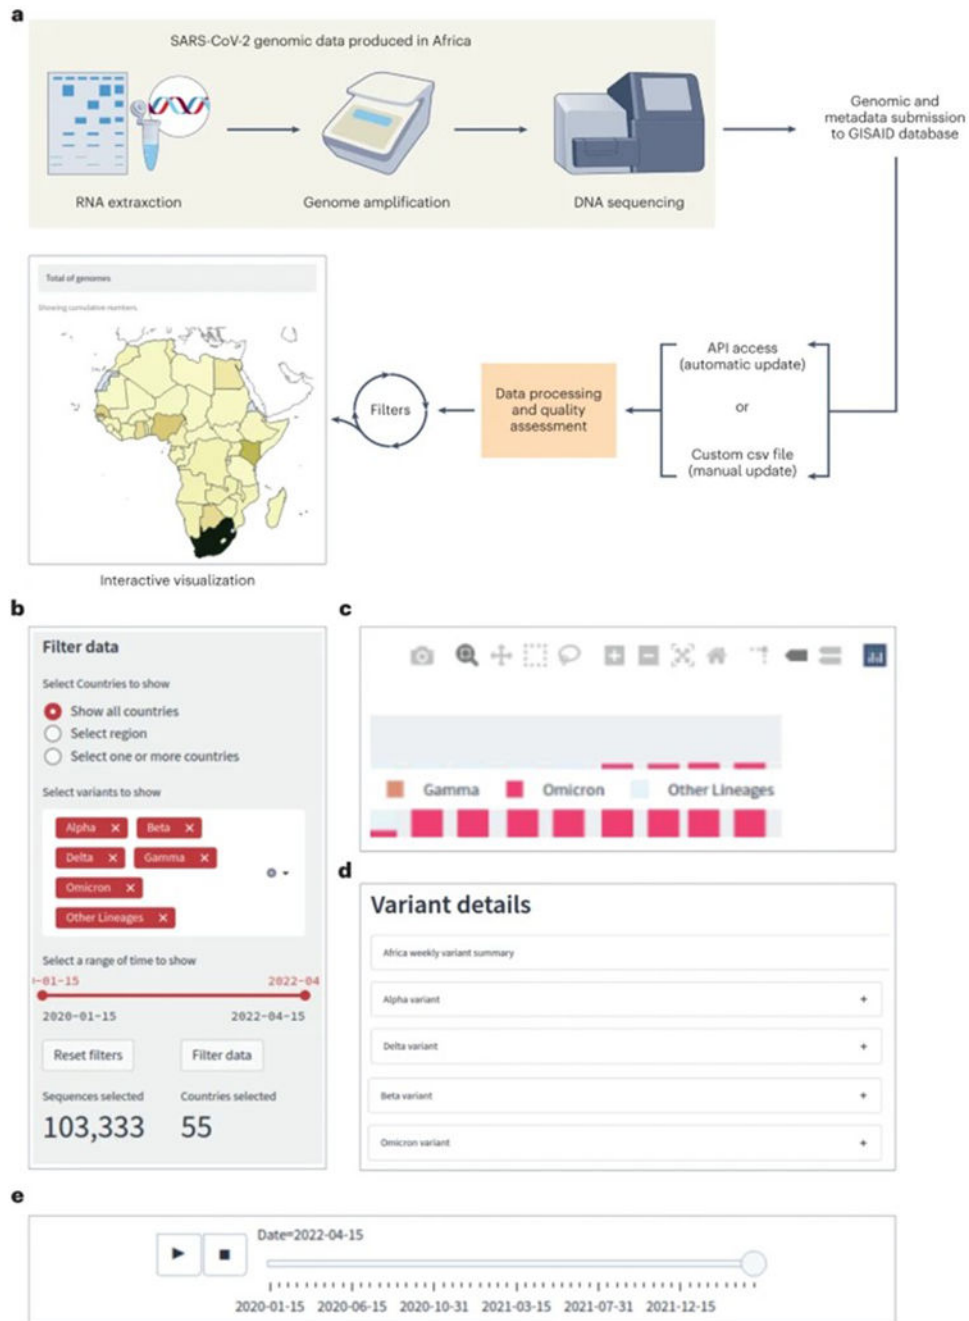 a
SARS-CoV-2 genomic data produced in Africa
RNA extraxction
Genome amplification
DNA sequencing
Genomic and
metadata submission
to GISAID database
Total of genomes
Showing cumulative numbers.
Interactive visualization
Filters
Data processing
and quality
assessment
API access
(automatic update)
or
Custom csv file
(manual update)
b
Filter data
Select Countries to show
Show all countries
Select region
Select one or more countries
Select variants to show
Alpha ×
Beta ×
Delta ×
Gamma ×
Omicron ×
Other Lineages ×
Select a range of time to show
-01-15
2022-04
2020-01-15
2022-04-15
Reset filters
Filter data
Sequences selected
Countries selected
103,333
55
c
Gamma
Omicron
Other Lineages
d
Variant details
Africa weekly variant summary
Alpha variant +
Delta variant +
Beta variant +
Omicron variant +
e
Date=2022-04-15
2020-01-15 2020-06-15 2020-10-31 2021-03-15 2021-07-31 2021-12-15